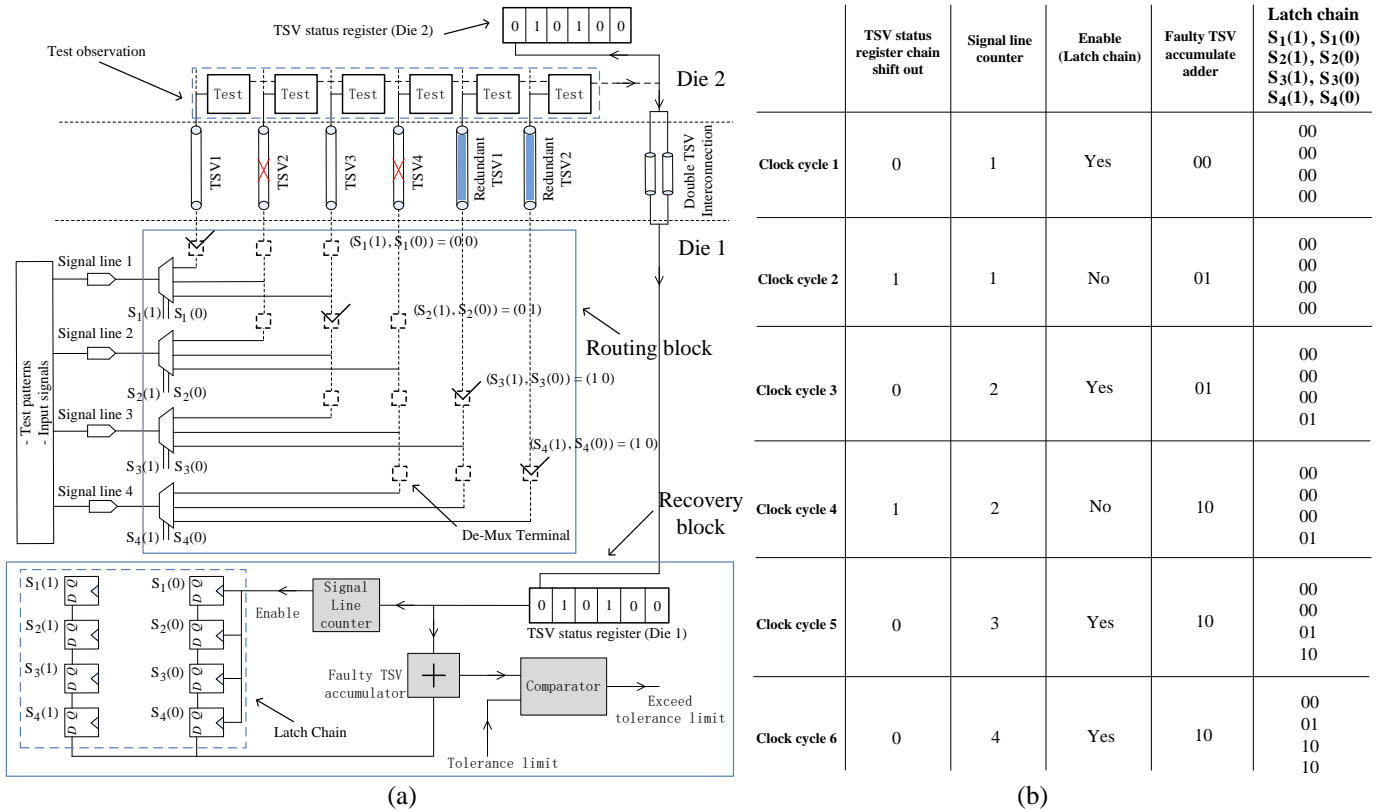 TSV status register (Die 2)
0 1 0 1 0 0
Test observation
Die 2
Test Test Test Test Test Test
TSV1
TSV2
TSV3
TSV4
Redundant
TSV1
Redundant
TSV2
Double TSV
Interconnection
Die 1
(S1(1), S1(0)) = (0 0)
Signal line 1
S1(1) S1(0)
(S2(1), S2(0)) = (0 1)
Signal line 2
Routing block
S2(1) S2(0)
(S3(1), S3(0)) = (1 0)
- Test patterns
- Input signals
Signal line 3
S3(1) S3(0)
(S4(1), S4(0)) = (1 0)
Signal line 4
S4(1) S4(0)
De-Mux Terminal
Recovery
block
S1(1) D Q
S1(0) D Q
S2(1) D Q
S2(0) D Q
S3(1) D Q
S3(0) D Q
S4(1) D Q
S4(0) D Q
Enable
Signal
Line
counter
0 1 0 1 0 0
TSV status register (Die 1)
Faulty TSV
accumulator
+
Comparator
Exceed
tolerance limit
Latch Chain
Tolerance limit
(a)
TSV status
register chain
shift out
Signal line
counter
Enable
(Latch chain)
Faulty TSV
accumulate
adder
Latch chain
S1(1) , S1(0)
S2(1) , S2(0)
S3(1) , S3(0)
S4(1) , S4(0)
Clock cycle 1 0 1 Yes 00
00
00
00
00
Clock cycle 2 1 1 No 01
00
00
00
00
Clock cycle 3 0 2 Yes 01
00
00
00
01
Clock cycle 4 1 2 No 10
00
00
00
01
Clock cycle 5 0 3 Yes 10
00
00
01
10
Clock cycle 6 0 4 Yes 10
00
01
10
10
(b)